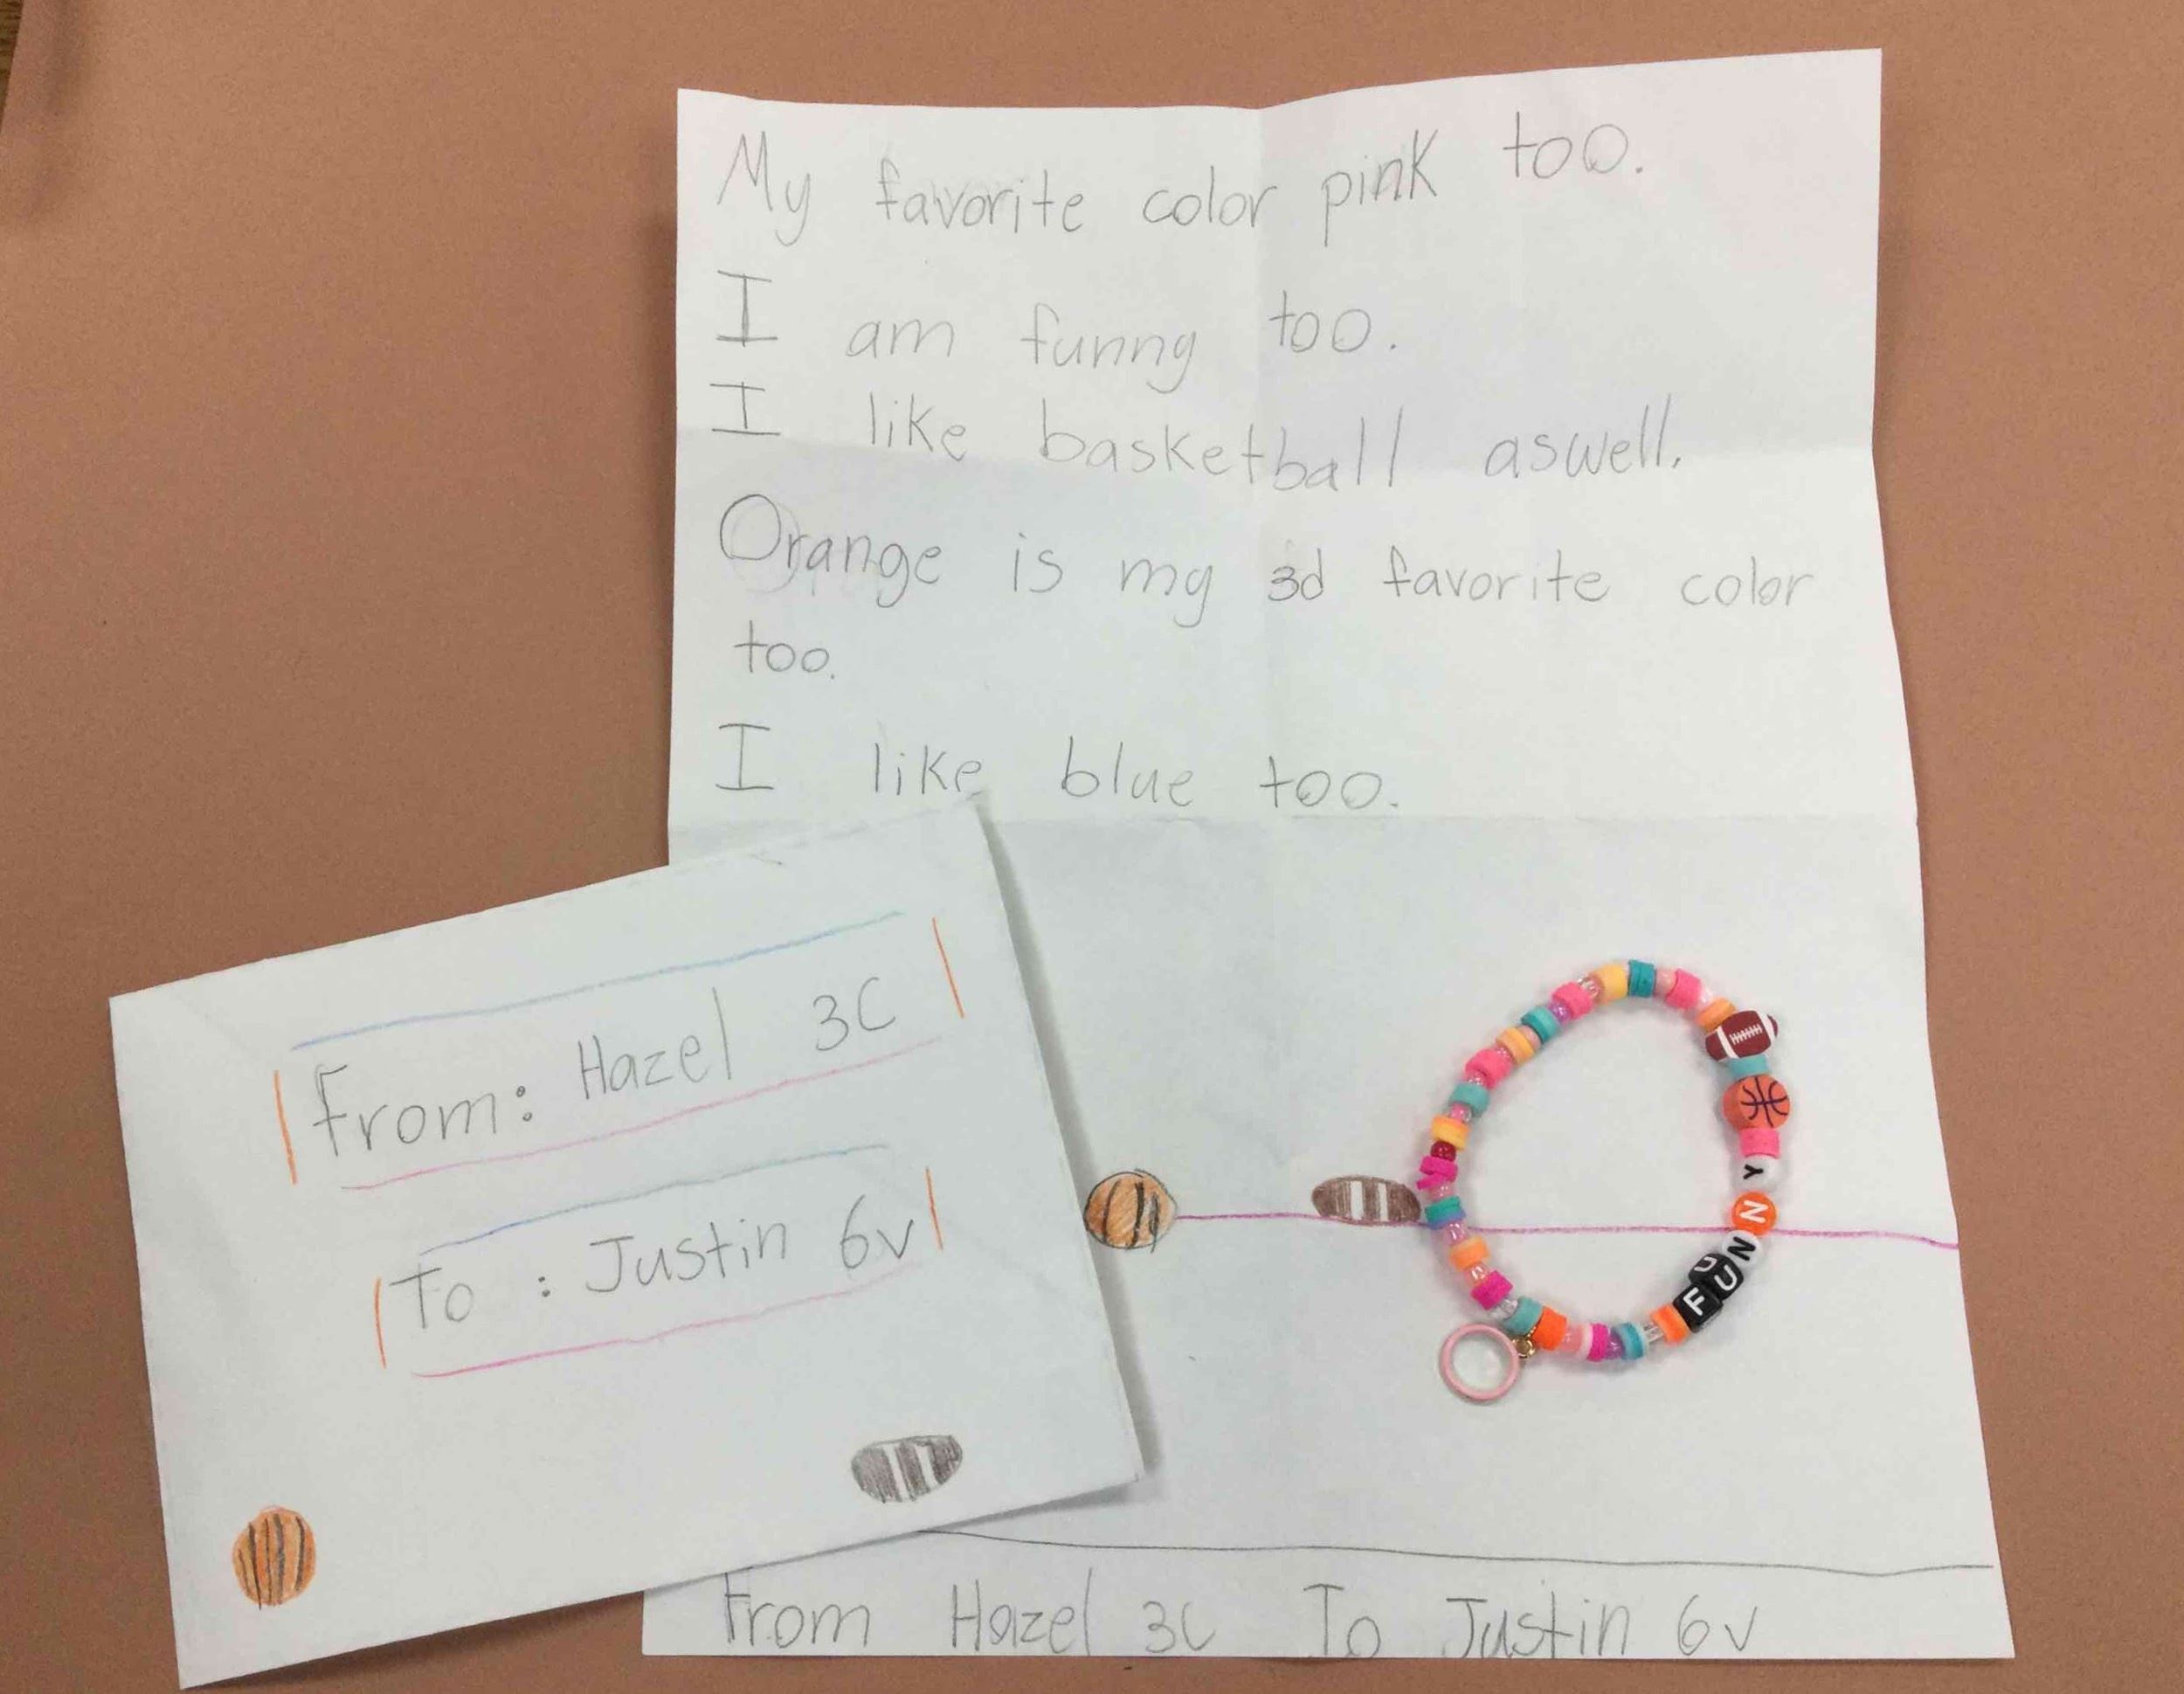 My favorite color pink too.
I am funny too.
I like basketball aswell.
Orange is my 3d favorite color
too.
I like blue too.
From: Hazel 3C
To : Justin 6v
FUNNY
From Hazel 3C To Justin 6v